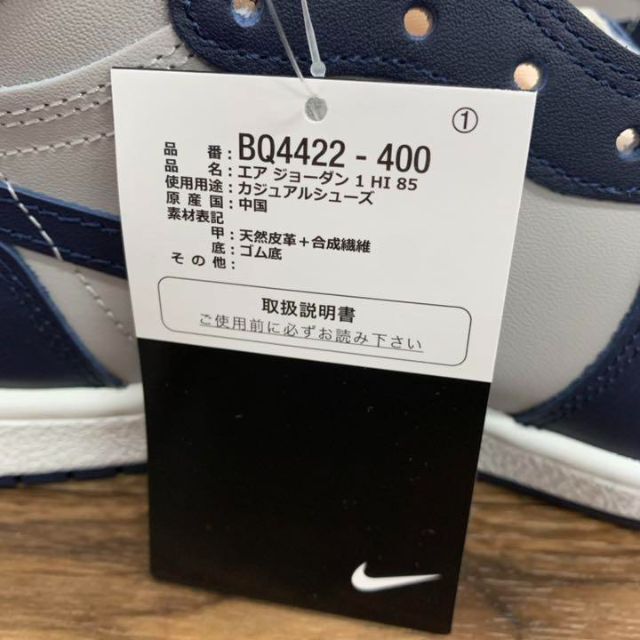 ①
品番：BQ4422 - 400
品名：エア ジョーダン 1 HI 85
使用用途：カジュアルシューズ
原産国：中国
素材表記
甲：天然皮革＋合成繊維
底：ゴム底
その他：
取扱説明書
ご使用前に必ずお読み下さい